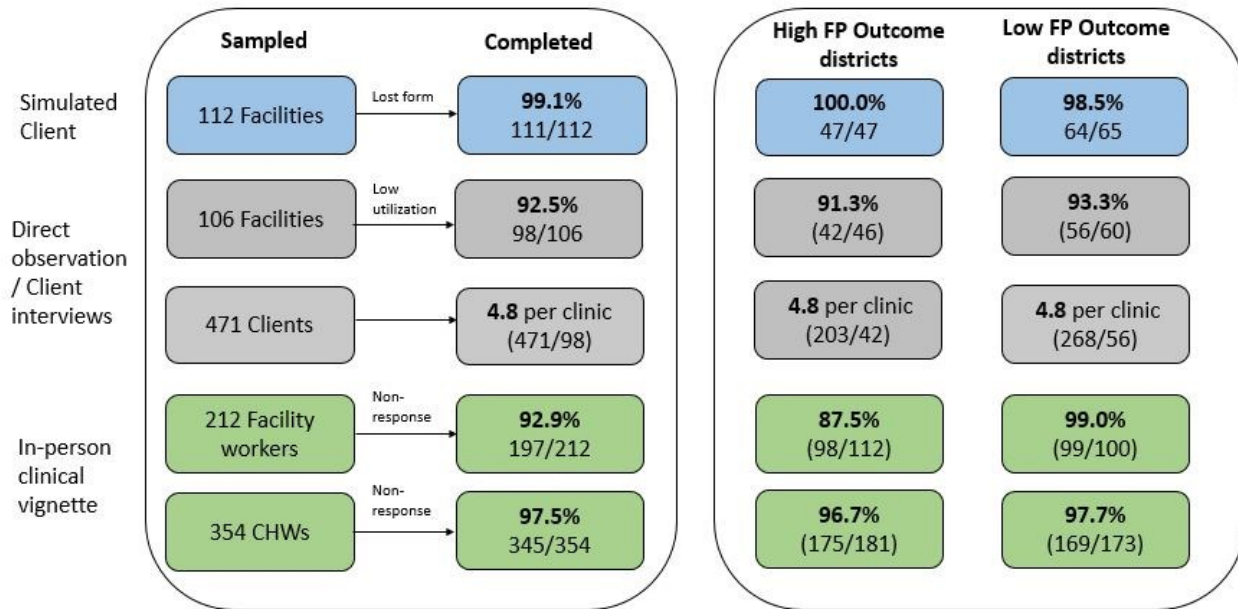 Sampled
Completed
High FP Outcome
districts
Low FP Outcome
districts
Simulated
Client
112 Facilities
Lost form
99.1%
111/112
100.0%
47/47
98.5%
64/65
Direct
observation
/ Client
interviews
106 Facilities
Low
utilization
92.5%
98/106
91.3%
(42/46)
93.3%
(56/60)
471 Clients
4.8 per clinic
(471/98)
4.8 per clinic
(203/42)
4.8 per clinic
(268/56)
In-person
clinical
vignette
212 Facility
workers
Non-
response
92.9%
197/212
87.5%
(98/112)
99.0%
(99/100)
354 CHWs
Non-
response
97.5%
345/354
96.7%
(175/181)
97.7%
(169/173)